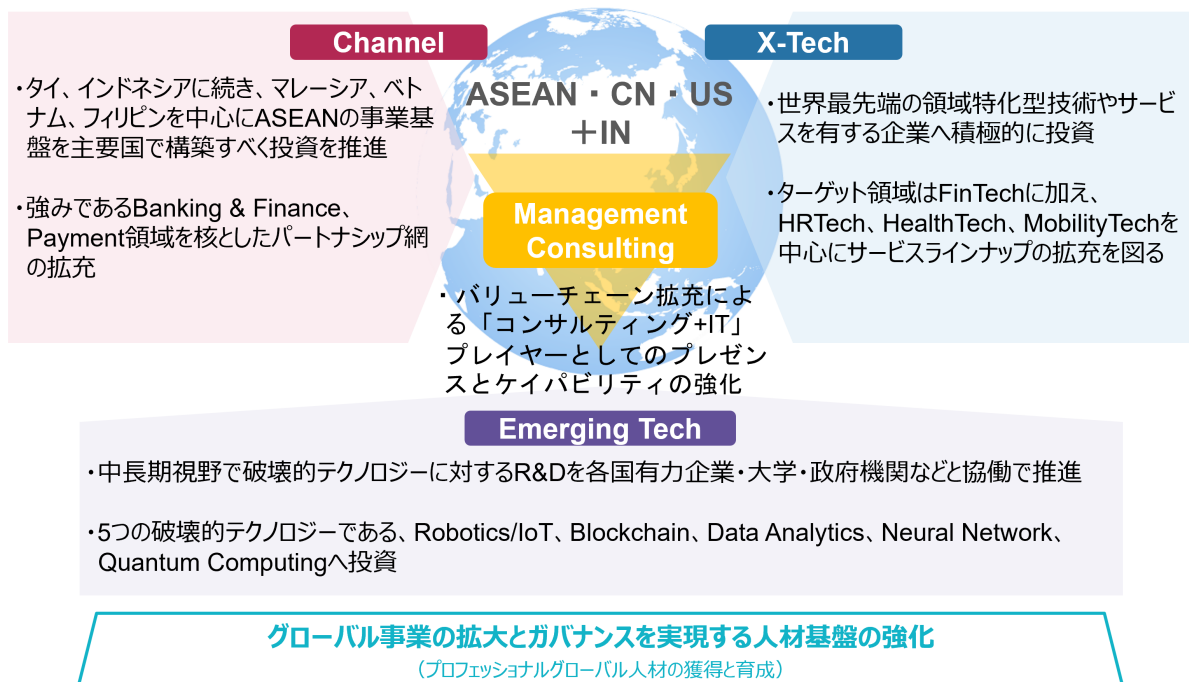 Channel
・タイ、インドネシアに続き、マレーシア、ベト
ナム、フィリピンを中心にASEANの事業基
盤を主要国で構築すべく投資を推進
・強みであるBanking & Finance、
Payment領域を核としたパートナシップ網
の拡充
ASEAN・CN・US
＋IN
Management
Consulting
・バリューチェーン拡充によ
る「コンサルティング+IT」
プレイヤーとしてのプレゼン
スとケイパビリティの強化
X-Tech
・世界最先端の領域特化型技術やサービ
スを有する企業へ積極的に投資
・ターゲット領域はFinTechに加え、
HRTech、HealthTech、MobilityTechを
中心にサービスラインナップの拡充を図る
Emerging Tech
・中長期視野で破壊的テクノロジーに対するR&Dを各国有力企業・大学・政府機関などと協働で推進
・5つの破壊的テクノロジーである、Robotics/IoT、Blockchain、Data Analytics、Neural Network、
Quantum Computingへ投資
グローバル事業の拡大とガバナンスを実現する人材基盤の強化
（プロフェッショナルグローバル人材の獲得と育成）